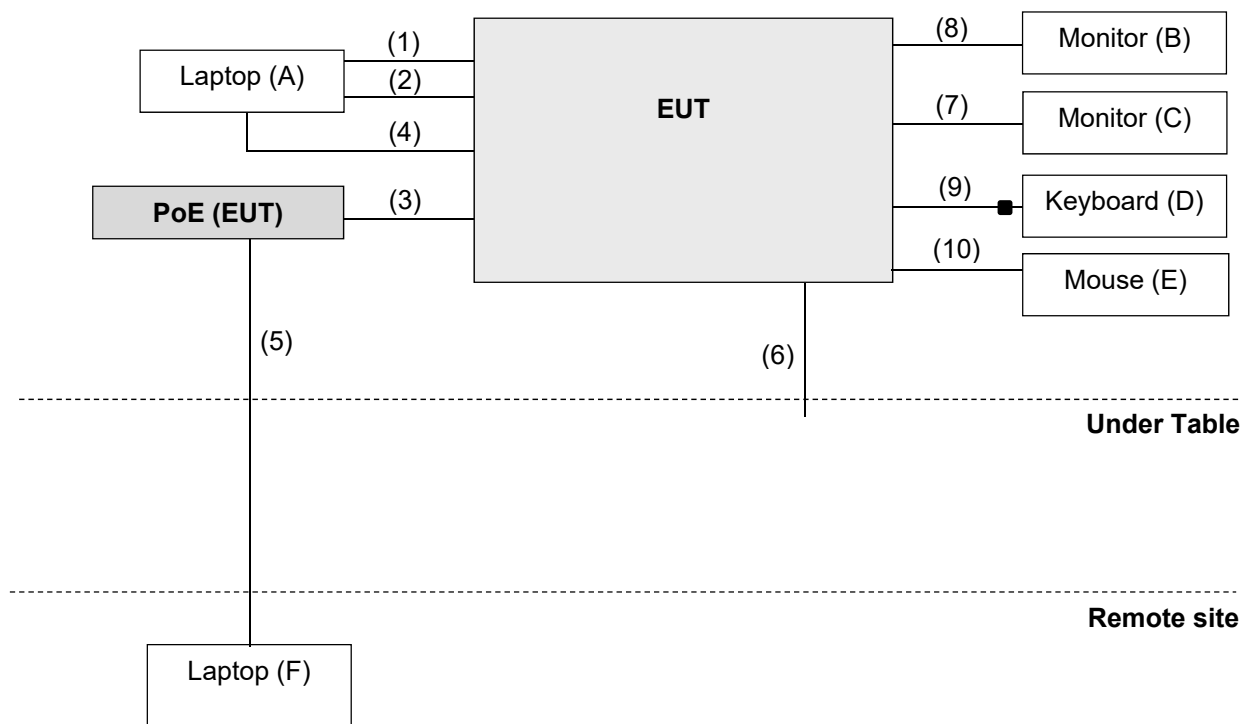 (1)
(8)
Monitor (B)
Laptop (A)
(2)
EUT
(7)
Monitor (C)
(4)
PoE (EUT)
(3)
(9)
Keyboard (D)
(10)
Mouse (E)
(5)
(6)
Under Table
Remote site
Laptop (F)